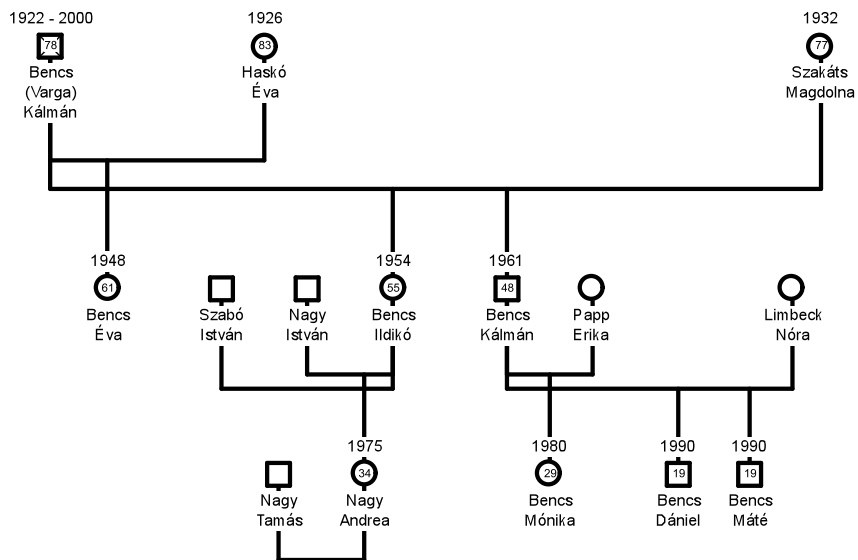 1922 - 2000
78
Bencs
(Varga)
Kálmán
1926
83
Haskó
Éva
1932
77
Szakáts
Magdolna
1948
61
Bencs
Éva
Szabó
István
Nagy
István
1954
55
Bencs
Ildikó
1961
48
Bencs
Kálmán
Papp
Erika
Limbeck
Nóra
Nagy
Tamás
1975
34
Nagy
Andrea
1980
29
Bencs
Mónika
1990
19
Bencs
Dániel
1990
19
Bencs
Máté